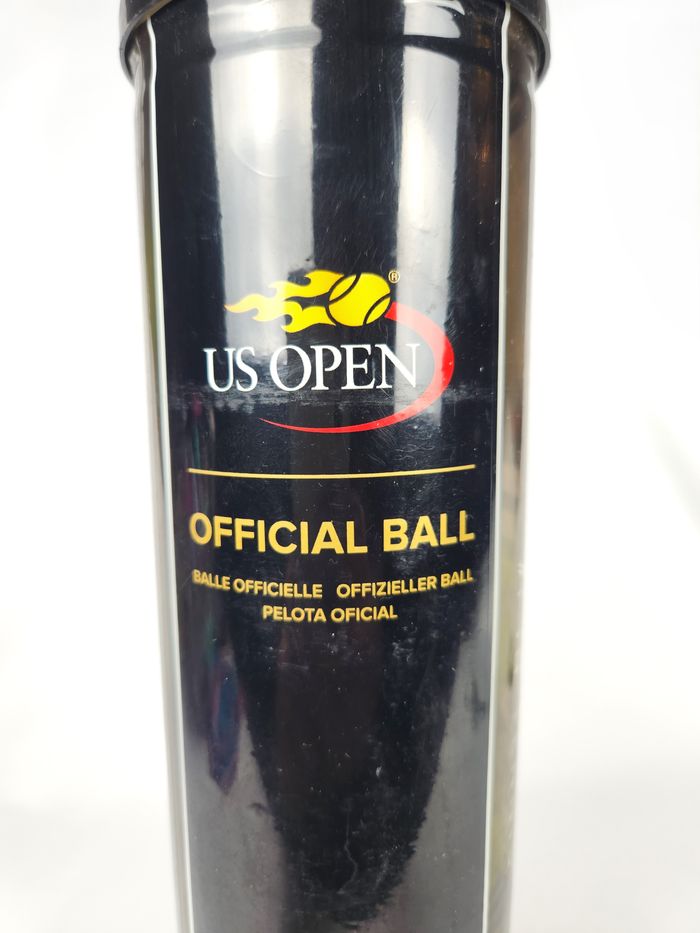 ®
US OPEN
OFFICIAL BALL
BALLE OFFICIELLE OFFIZIELLER BALL
PELOTA OFICIAL